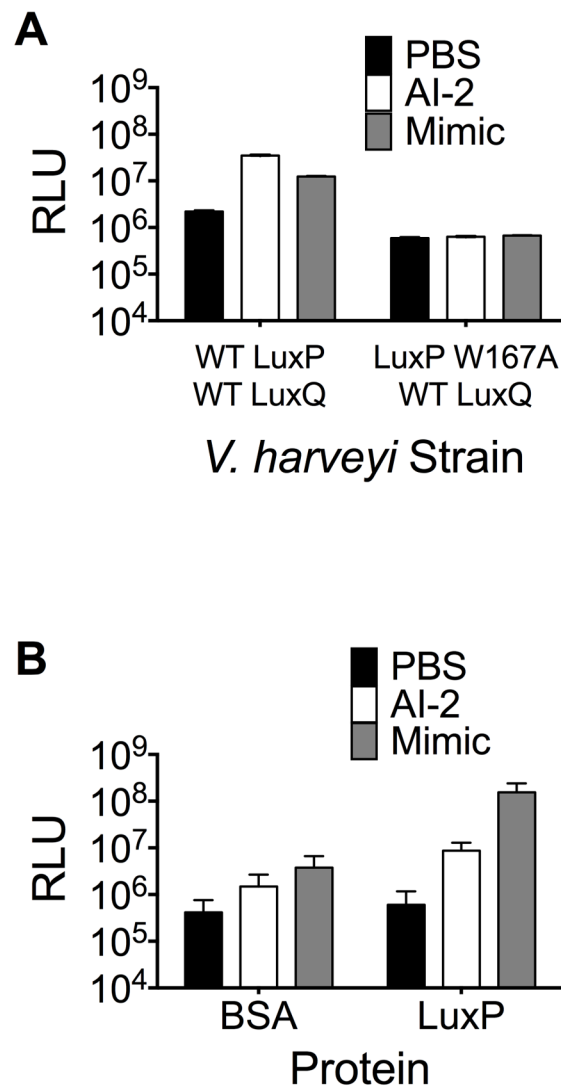 A
PBS
AI-2
Mimic
10⁹
10⁸
10⁷
10⁶
10⁵
10⁴
RLU
WT LuxP
WT LuxQ
LuxP W167A
WT LuxQ
V. harveyi Strain
B
PBS
AI-2
Mimic
10⁹
10⁸
10⁷
10⁶
10⁵
10⁴
RLU
BSA
LuxP
Protein